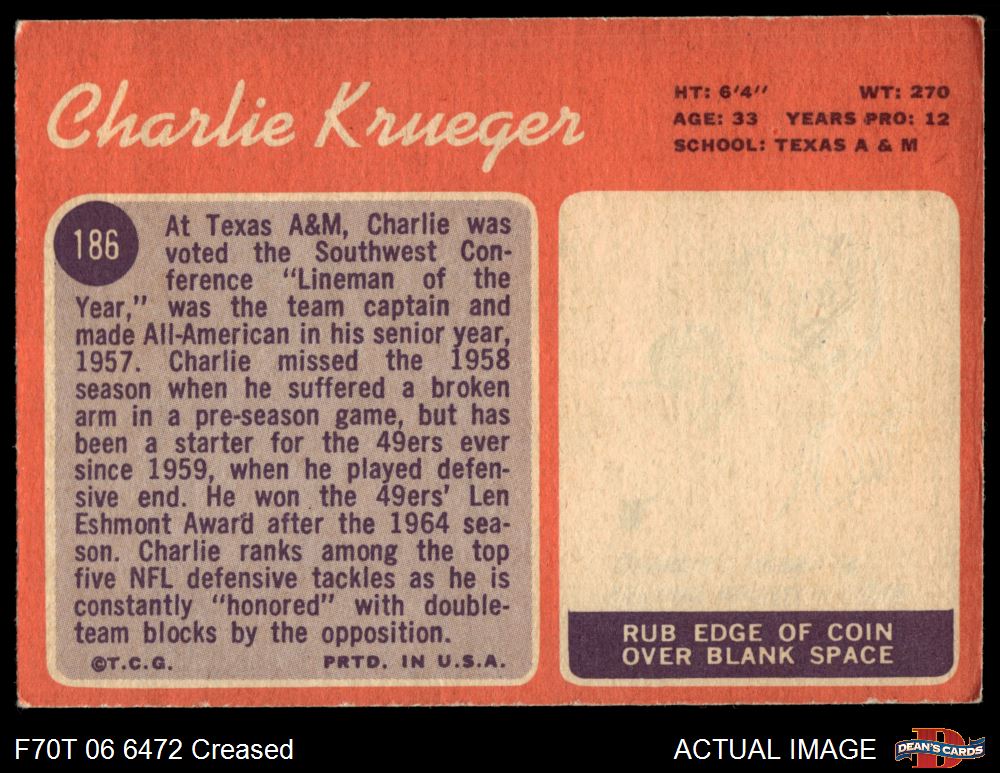 Charlie Krueger
HT: 6'4" WT: 270
AGE: 33 YEARS PRO: 12
SCHOOL: TEXAS A & M
186
At Texas A&M, Charlie was
voted the Southwest Con-
ference "Lineman of the
Year," was the team captain and
made All-American in his senior year,
1957. Charlie missed the 1958
season when he suffered a broken
arm in a pre-season game, but has
been a starter for the 49ers ever
since 1959, when he played defen-
sive end. He won the 49ers' Len
Eshmont Award after the 1964 sea-
son. Charlie ranks among the top
five NFL defensive tackles as he is
constantly "honored" with double-
team blocks by the opposition.
©T.C.G. PRTD. IN U.S.A.
RUB EDGE OF COIN
OVER BLANK SPACE
F70T 06 6472 Creased
ACTUAL IMAGE
D
DEAN'S CARDS